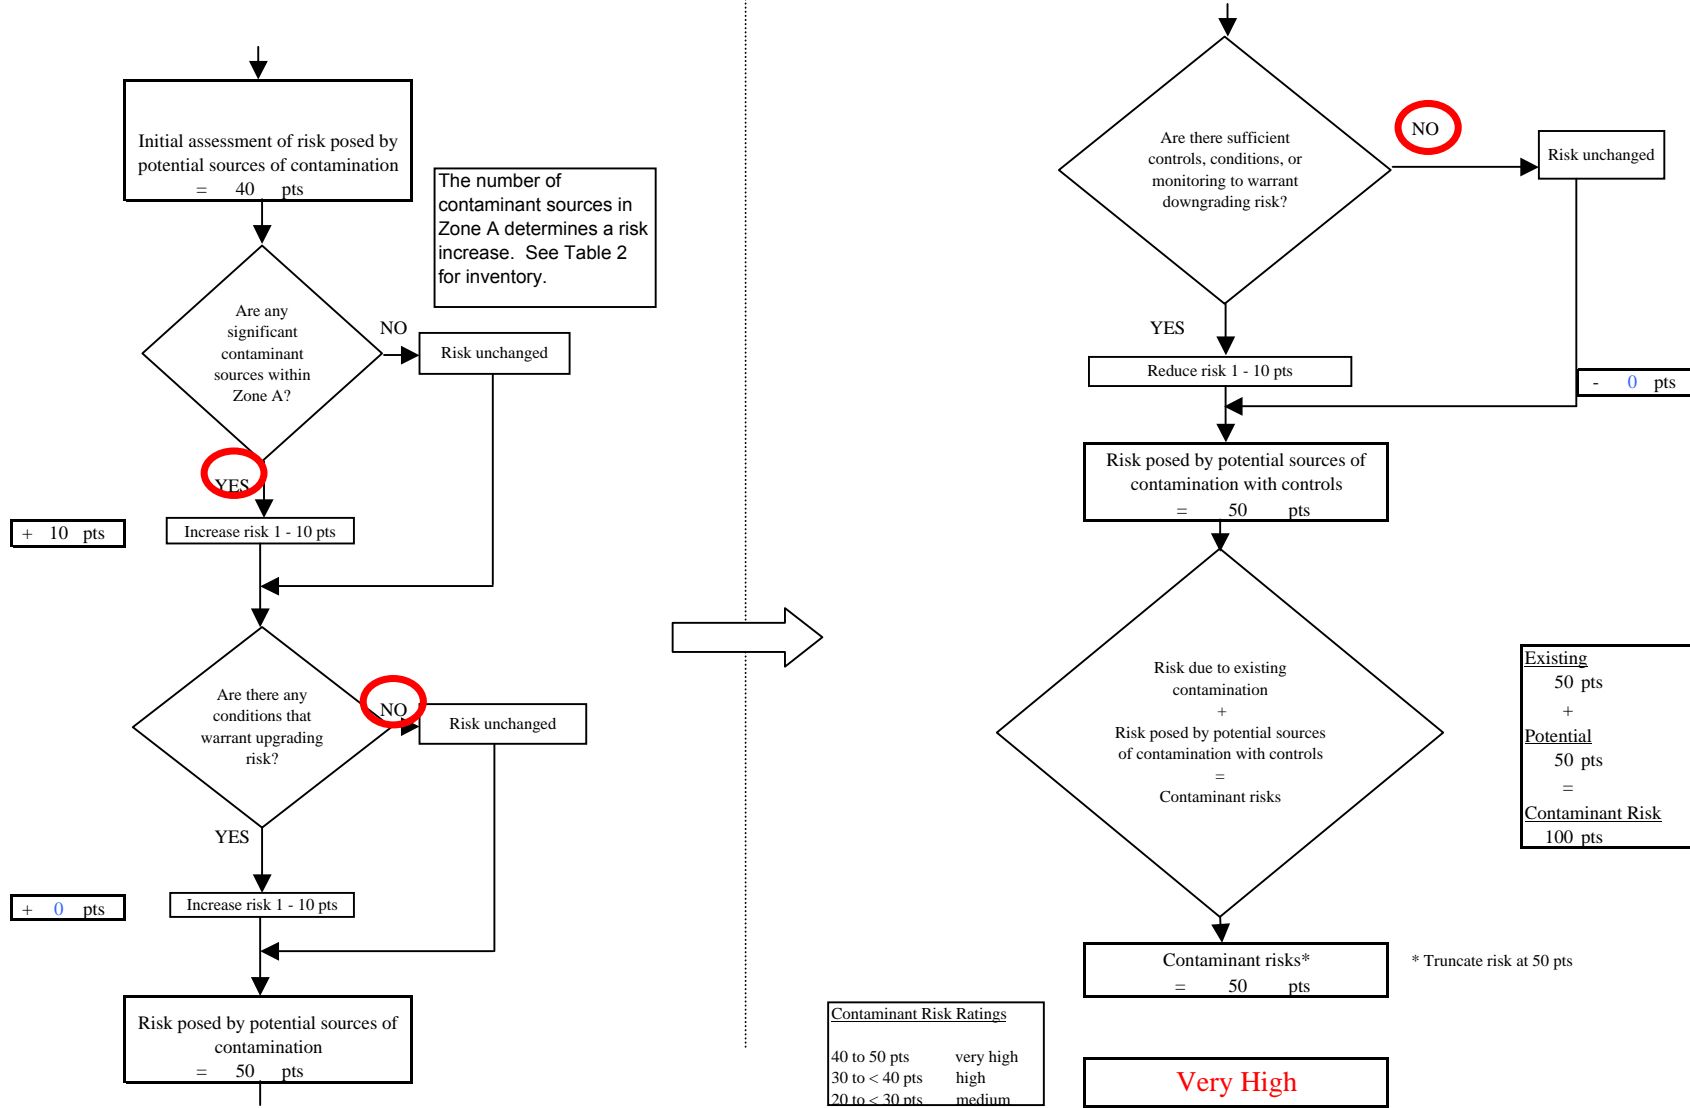 Initial assessment of risk posed by
potential sources of contamination
= 40 pts
The number of
contaminant sources in
Zone A determines a risk
increase. See Table 2
for inventory.
Are any
significant
contaminant
sources within
Zone A?
NO
Risk unchanged
YES
+ 10 pts
Increase risk 1 - 10 pts
Are there any
conditions that
warrant upgrading
risk?
NO
Risk unchanged
YES
+ 0 pts
Increase risk 1 - 10 pts
Risk posed by potential sources of
contamination
= 50 pts
Are there sufficient
controls, conditions, or
monitoring to warrant
downgrading risk?
NO
Risk unchanged
YES
Reduce risk 1 - 10 pts
- 0 pts
Risk posed by potential sources of
contamination with controls
= 50 pts
Risk due to existing
contamination
+
Risk posed by potential sources
of contamination with controls
=
Contaminant risks
Existing
50 pts
+
Potential
50 pts
=
Contaminant Risk
100 pts
Contaminant risks*
= 50 pts
* Truncate risk at 50 pts
Contaminant Risk Ratings
40 to 50 pts very high
30 to < 40 pts high
20 to < 30 pts medium
Very High